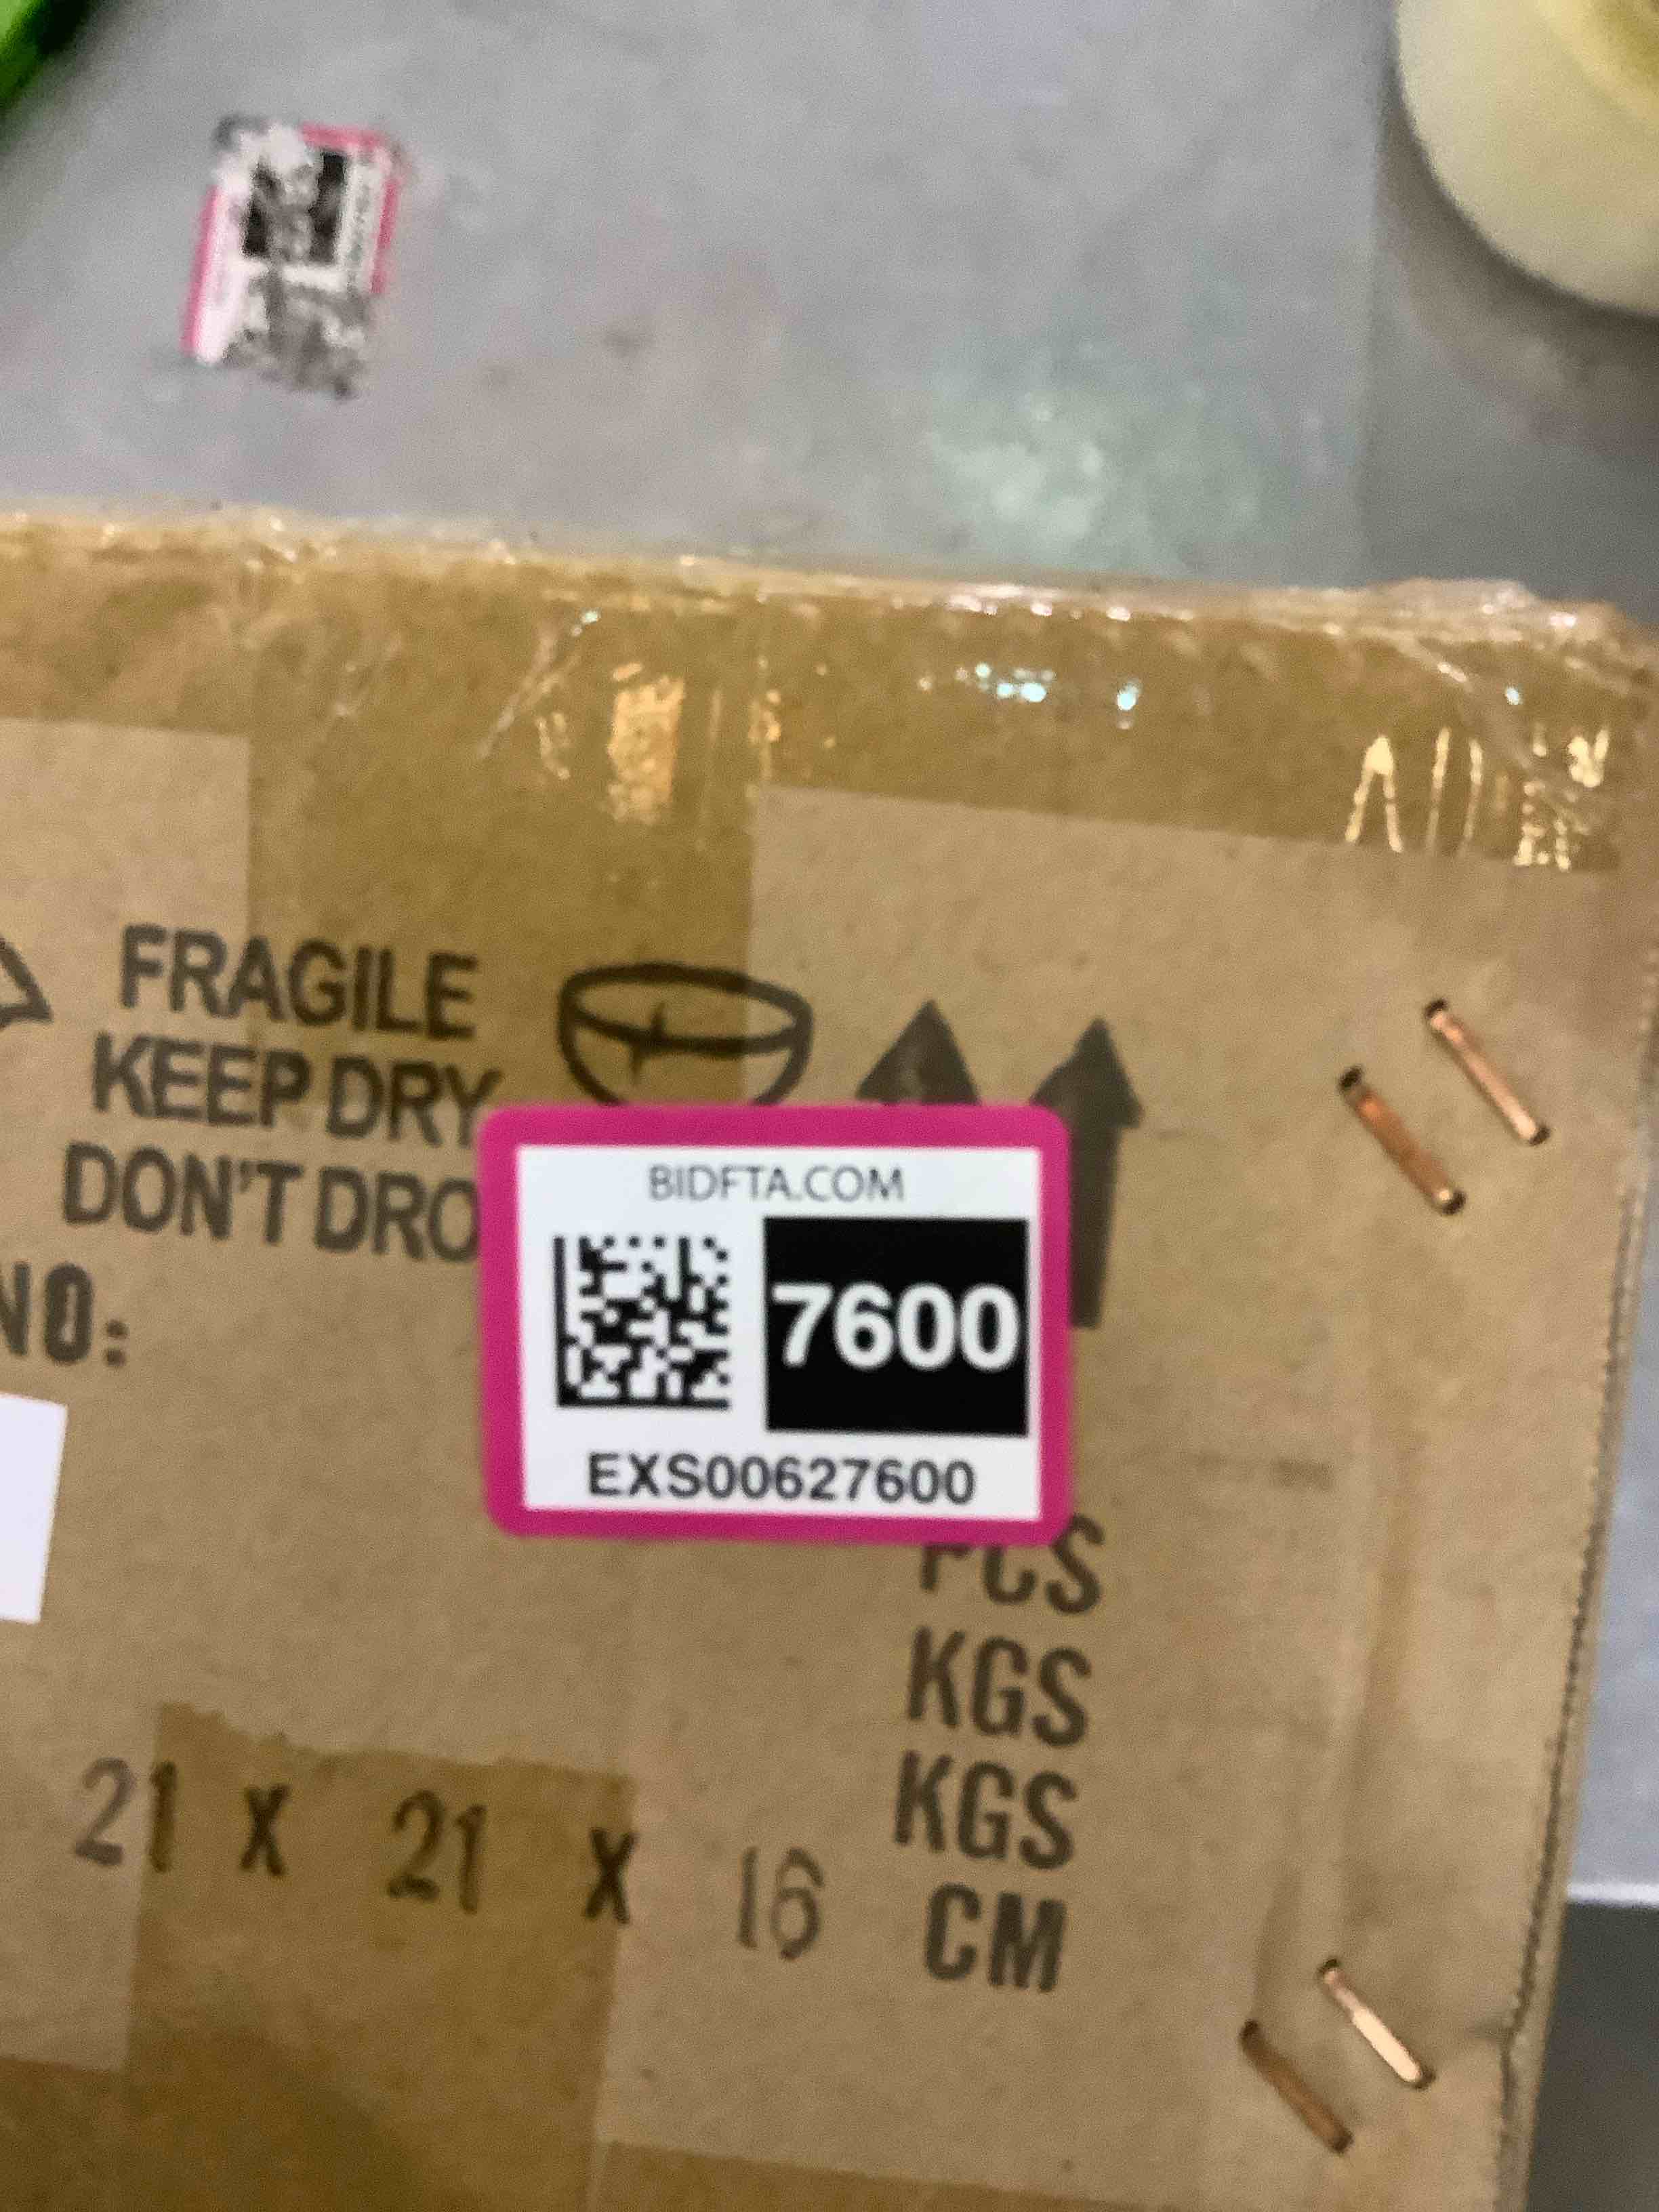 FRAGILE
KEEP DRY
DON'T DRO
NO:
BIDFTA.COM
7600
EXS00627600
PCS
KGS
KGS
21 X 21 X 16 CM